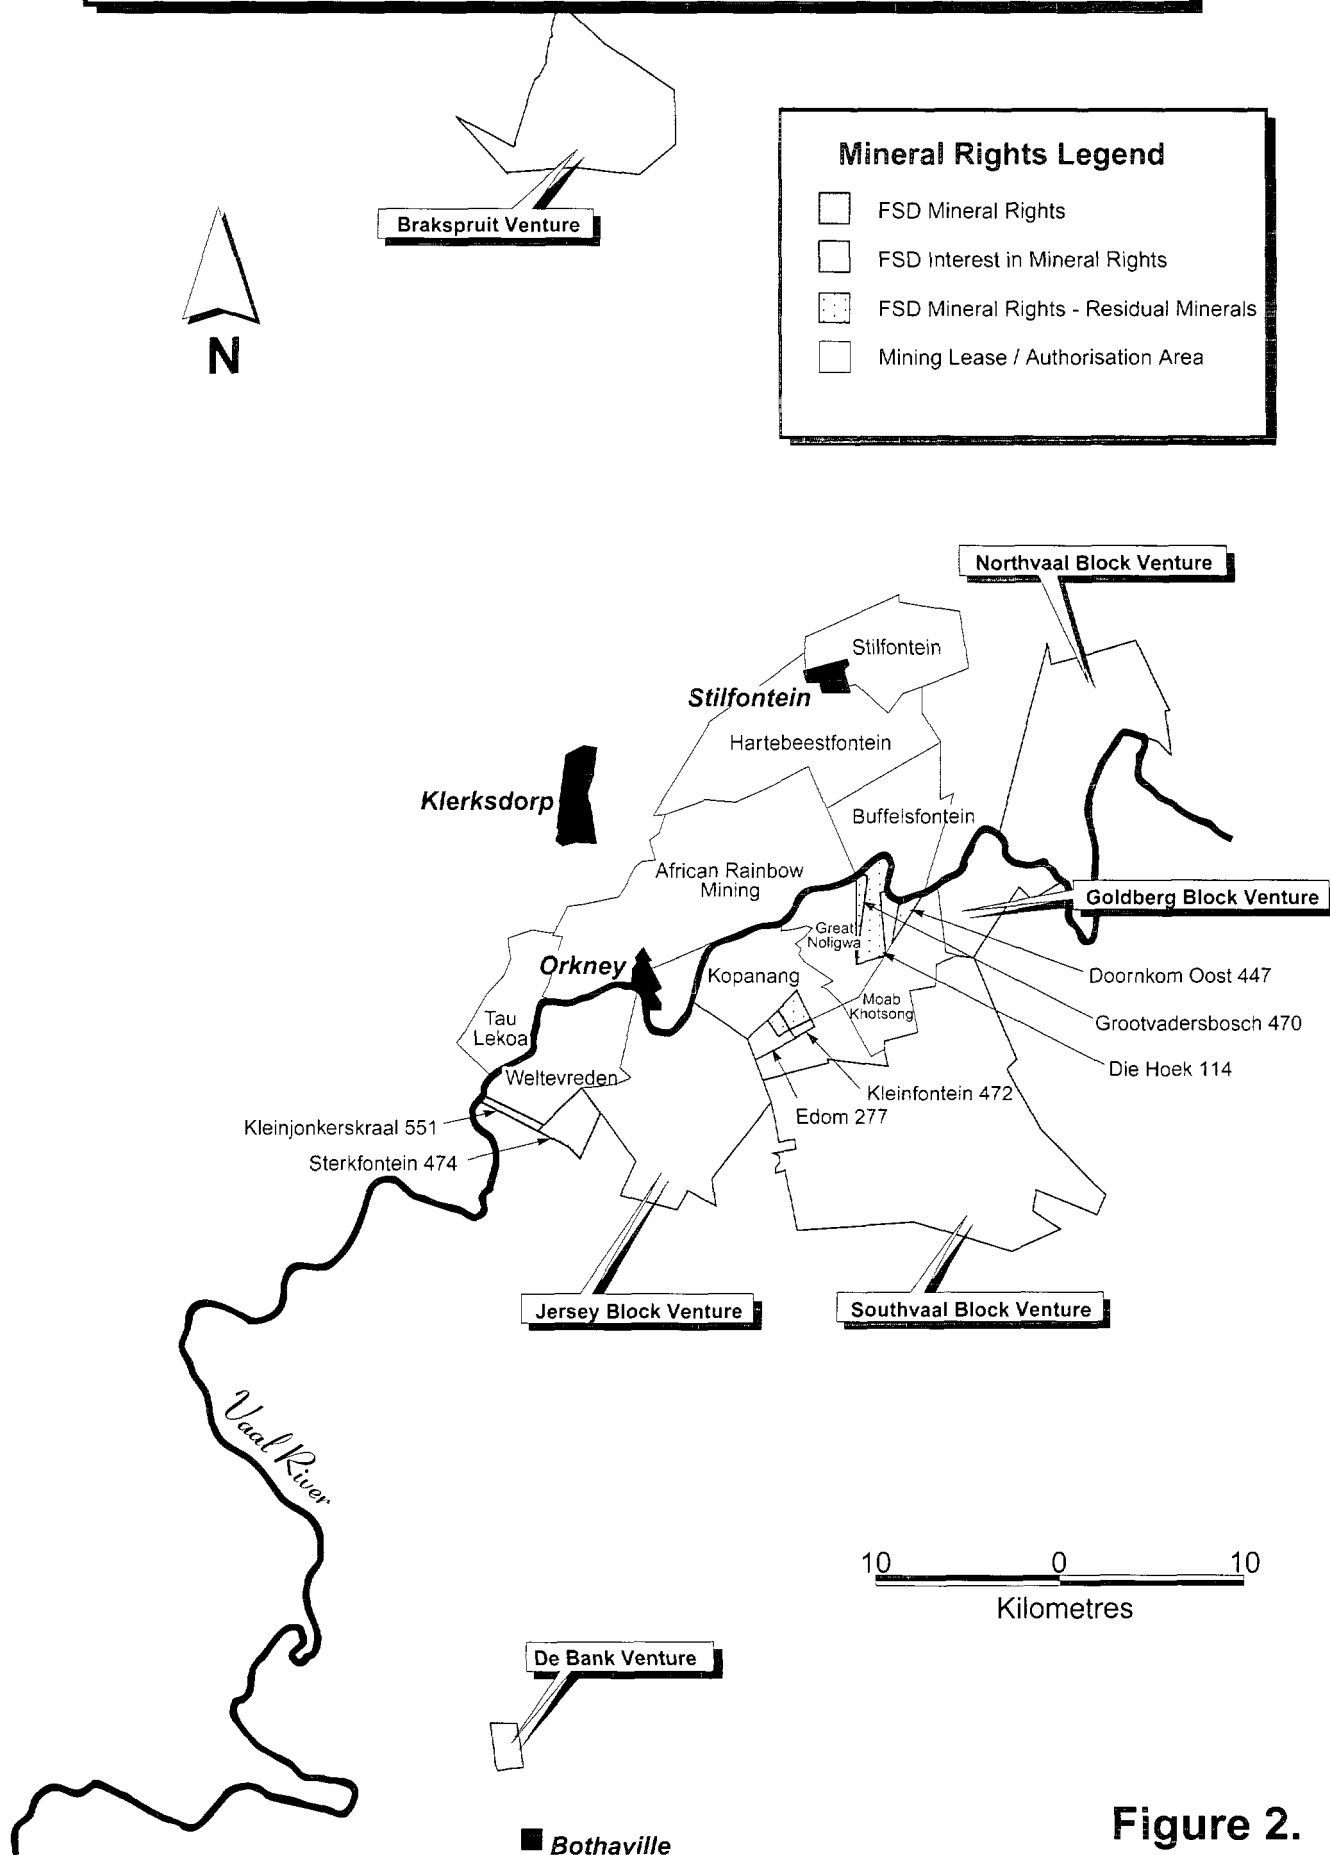 Mineral Rights Legend
FSD Mineral Rights
FSD Interest in Mineral Rights
FSD Mineral Rights - Residual Minerals
Mining Lease / Authorisation Area
Brakspruit Venture
N
Northvaal Block Venture
Stilfontein
Stilfontein
Hartebeestfontein
Klerksdorp
Buffelsfontein
African Rainbow
Mining
Goldberg Block Venture
Great
Noligwa
Orkney
Kopanang
Doornkom Oost 447
Moab
Khotsong
Tau
Lekoa
Grootvadersbosch 470
Die Hoek 114
Weltevreden
Kleinfontein 472
Edom 277
Kleinjonkerskraal 551
Sterkfontein 474
Jersey Block Venture
Southvaal Block Venture
Vaal River
10 0 10
Kilometres
De Bank Venture
Bothaville
Figure 2.